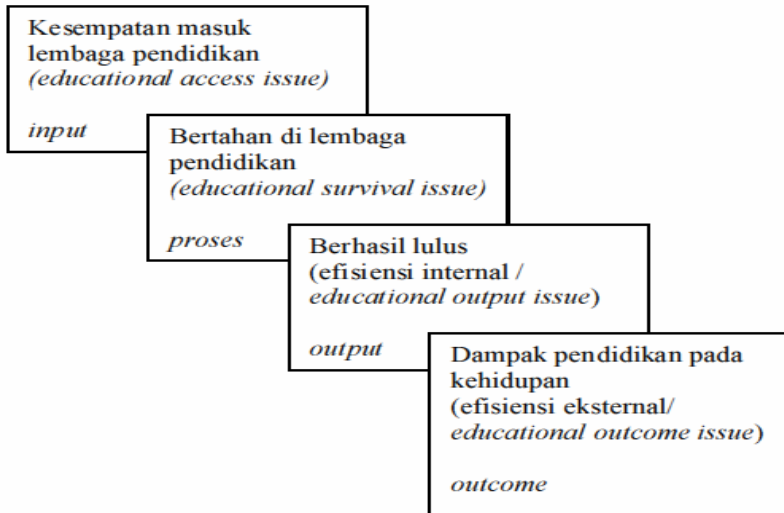 Kesempatan masuk
lembaga pendidikan
(educational access issue)
input
Bertahan di lembaga
pendidikan
(educational survival issue)
proses
Berhasil lulus
(efisiensi internal /
educational output issue)
output
Dampak pendidikan pada
kehidupan
(efisiensi eksternal/
educational outcome issue)
outcome